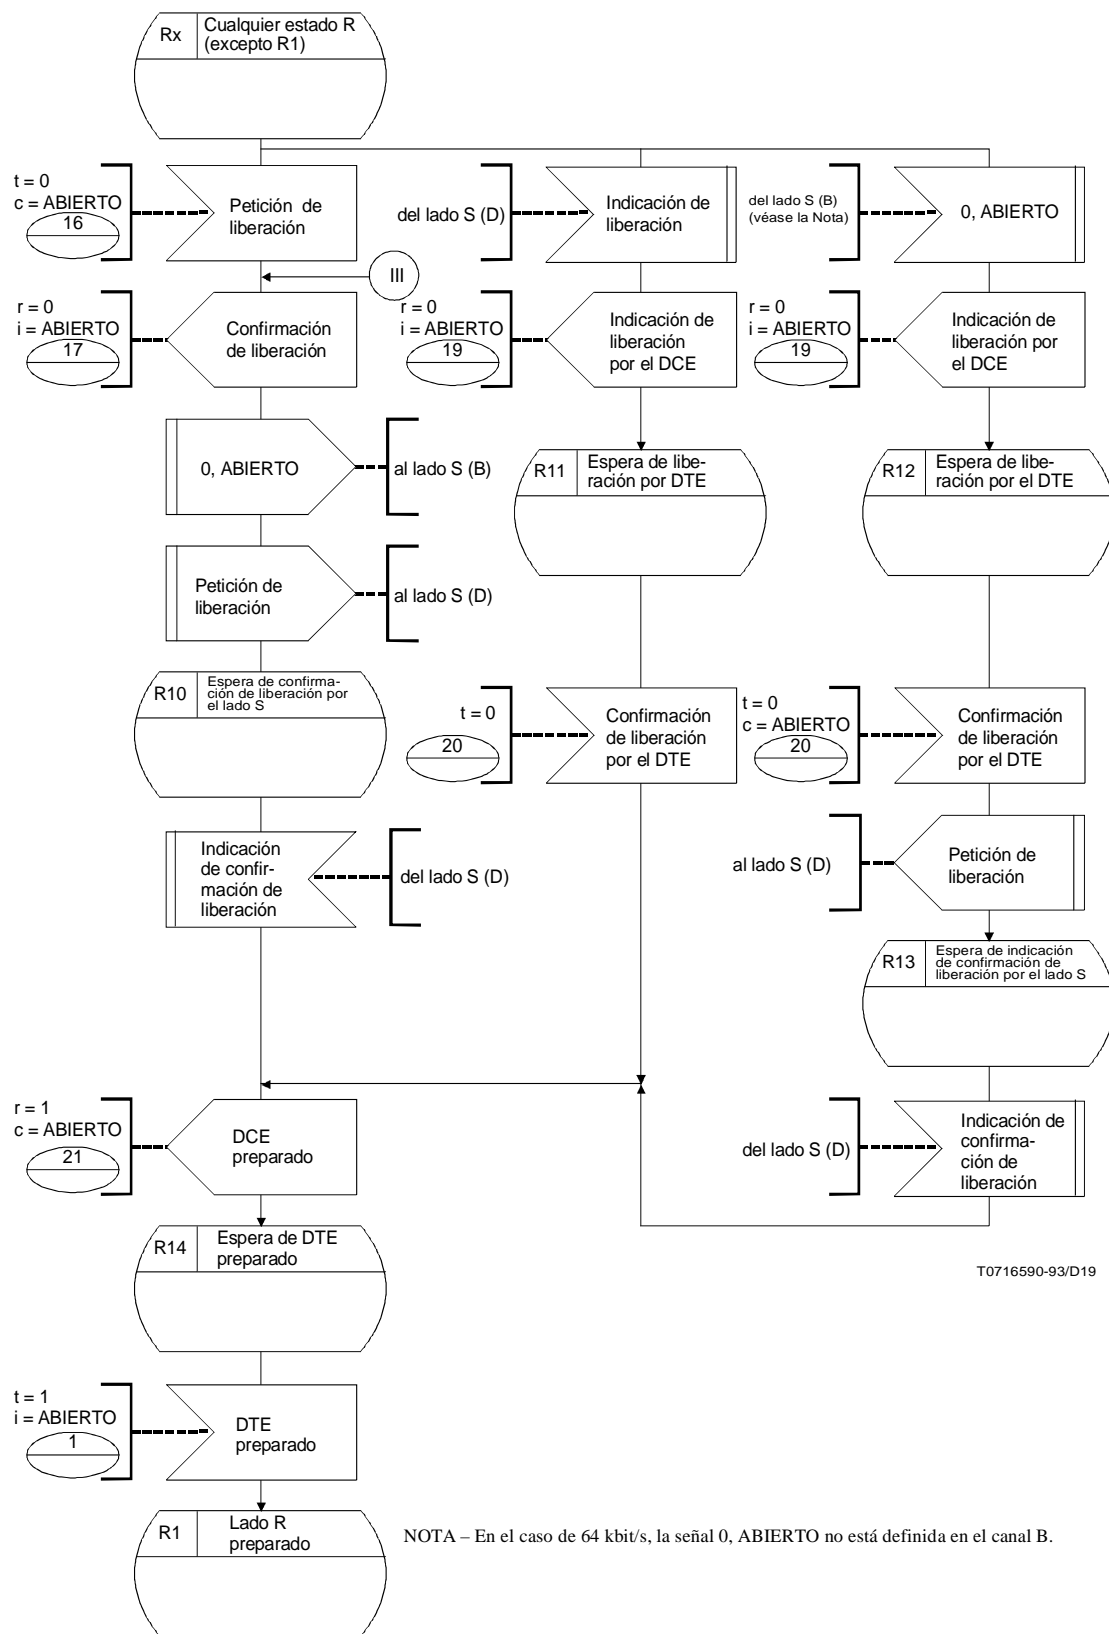 Rx
Cualquier estado R
(excepto R1)
t = 0
c = ABIERTO
16
Petición de
liberación
del lado S (D)
Indicación de
liberación
del lado S (B)
(véase la Nota)
0, ABIERTO
III
r = 0
i = ABIERTO
17
Confirmación
de liberación
r = 0
i = ABIERTO
19
Indicación de
liberación
por el DCE
r = 0
i = ABIERTO
19
Indicación de
liberación por
el DCE
0, ABIERTO
al lado S (B)
R11
Espera de libe-
ración por DTE
R12
Espera de libe-
ración por el DTE
Petición de
liberación
al lado S (D)
R10
Espera de confirma-
ción de liberación por
el lado S
t = 0
20
Confirmación
de liberación
por el DTE
t = 0
c = ABIERTO
20
Confirmación
de liberación
por el DTE
Indicación
de confir-
mación de
liberación
del lado S (D)
al lado S (D)
Petición de
liberación
R13
Espera de indicación
de confirmación de
liberación por el lado S
r = 1
c = ABIERTO
21
DCE
preparado
del lado S (D)
Indicación de
confirma-
ción de
liberación
R14
Espera de DTE
preparado
T0716590-93/D19
t = 1
i = ABIERTO
1
DTE
preparado
R1
Lado R
preparado
NOTA – En el caso de 64 kbit/s, la señal 0, ABIERTO no está definida en el canal B.